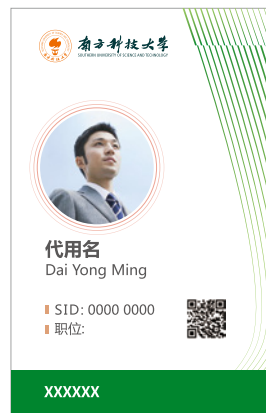 南方科技大学
SOUTHERN UNIVERSITY OF SCIENCE AND TECHNOLOGY
代用名
Dai Yong Ming
SID: 0000 0000
职位:
XXXXXX